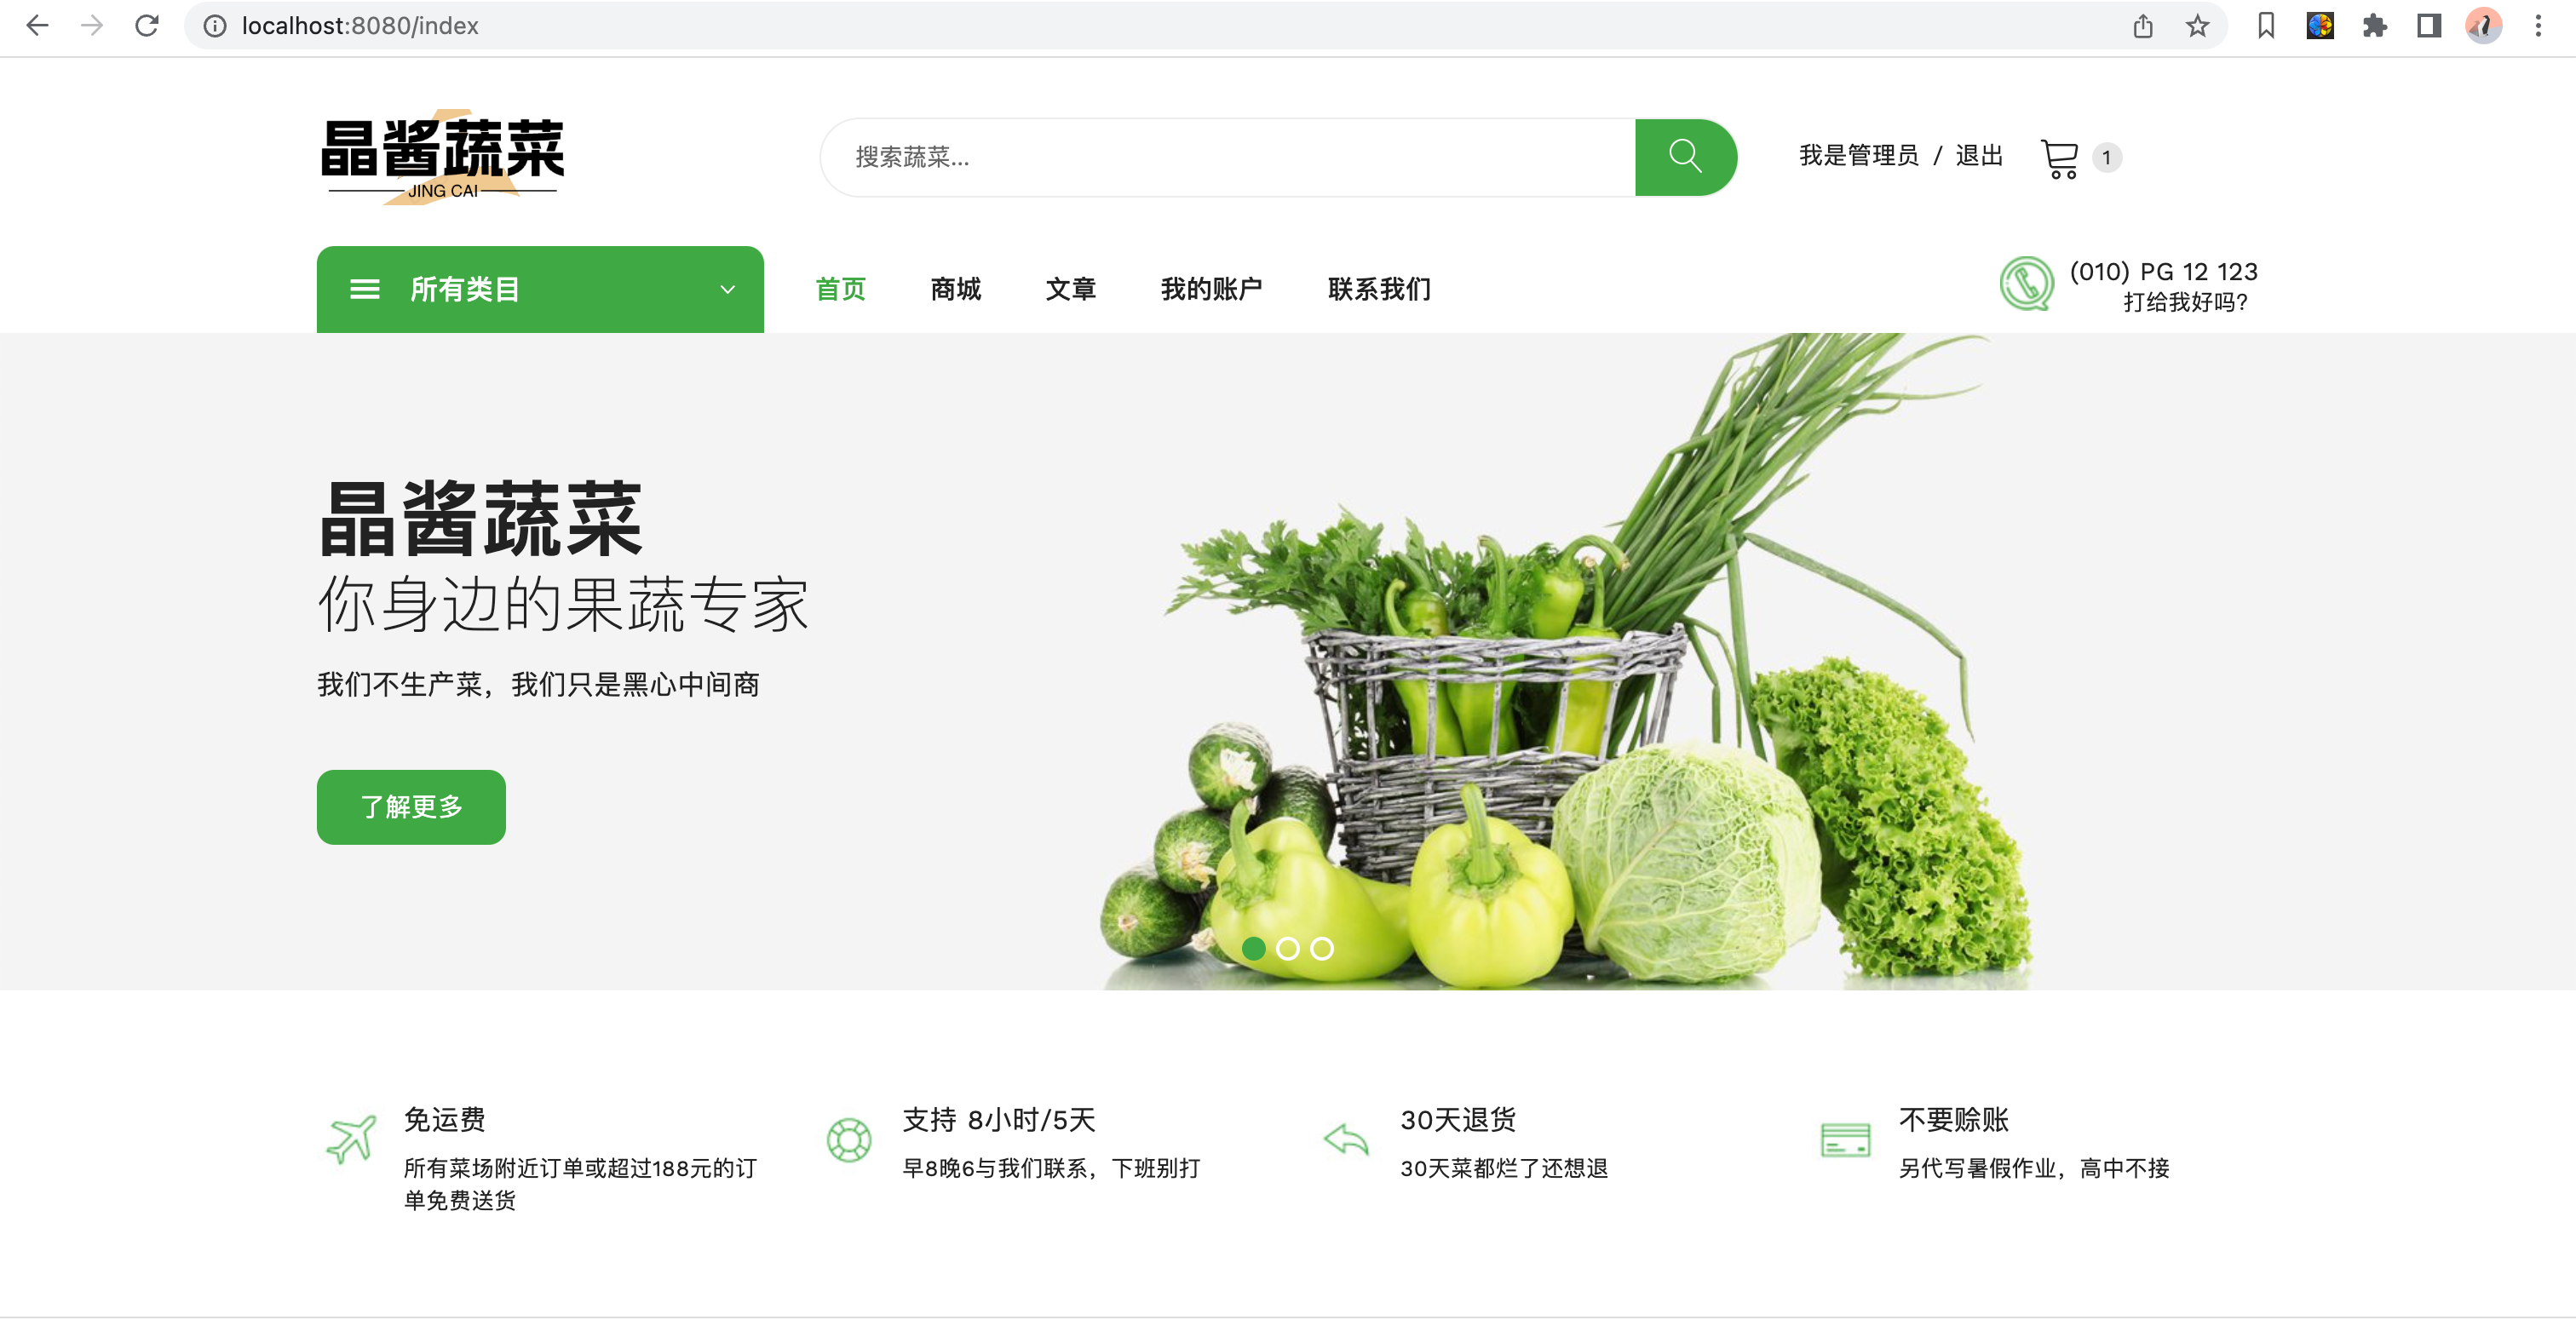 localhost:8080/index
晶酱蔬菜
JING CAI
搜索蔬菜...
我是管理员 / 退出
1
所有类目
首页
商城
文章
我的账户
联系我们
(010) PG 12 123
打给我好吗?
晶酱蔬菜
你身边的果蔬专家
我们不生产菜，我们只是黑心中间商
了解更多
免运费
所有菜场附近订单或超过188元的订
单免费送货
支持 8小时/5天
早8晚6与我们联系，下班别打
30天退货
30天菜都烂了还想退
不要赊账
另代写暑假作业，高中不接